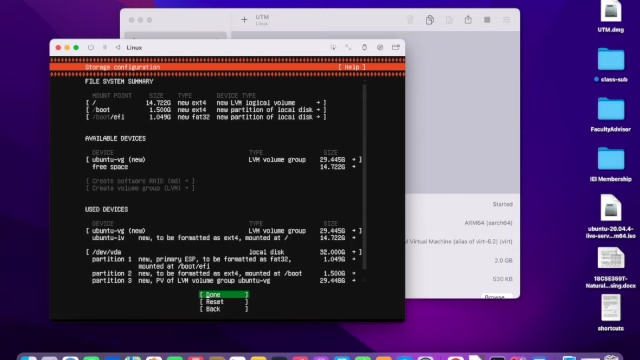 UTM
Linux
UTM.dmg
Linux
Storage configuration [ Help ]
FILE SYSTEM SUMMARY
MOUNT POINT SIZE TYPE DEVICE TYPE
[ / 14.722G new ext4 new LVM logical volume ▸ ]
[ /boot 1.500G new ext4 new partition of local disk ▸ ]
[ /boot/efi 1.049G new fat32 new partition of local disk ▸ ]
AVAILABLE DEVICES
DEVICE TYPE SIZE
[ ubuntu-vg (new) LVM volume group 29.445G ▸ ]
free space 14.722G ▸
[ Create software RAID (md) ▸ ]
[ Create volume group (LVM) ▸ ]
USED DEVICES
DEVICE TYPE SIZE
[ ubuntu-vg (new) LVM volume group 29.445G ▸ ]
ubuntu-lv new, to be formatted as ext4, mounted at / 14.722G ▸
[ /dev/vda local disk 32.000G ▸ ]
partition 1 new, primary ESP, to be formatted as fat32, 1.049G ▸
mounted at /boot/efi
partition 2 new, to be formatted as ext4, mounted at /boot 1.500G ▸
partition 3 new, PV of LVM volume group ubuntu-vg 29.448G ▸
[ Done ]
[ Reset ]
[ Back ]
Started
ARM64 (aarch64)
Virtual Machine (alias of virt-6.2) (virt)
2.0 GB
530 KB
Browse
class-sub
FacultyAdvisor
IEI Membership
ubuntu-20.04.4-
live-serv...m64.iso
18CSE359T-
Natural...sing.docx
shortcuts